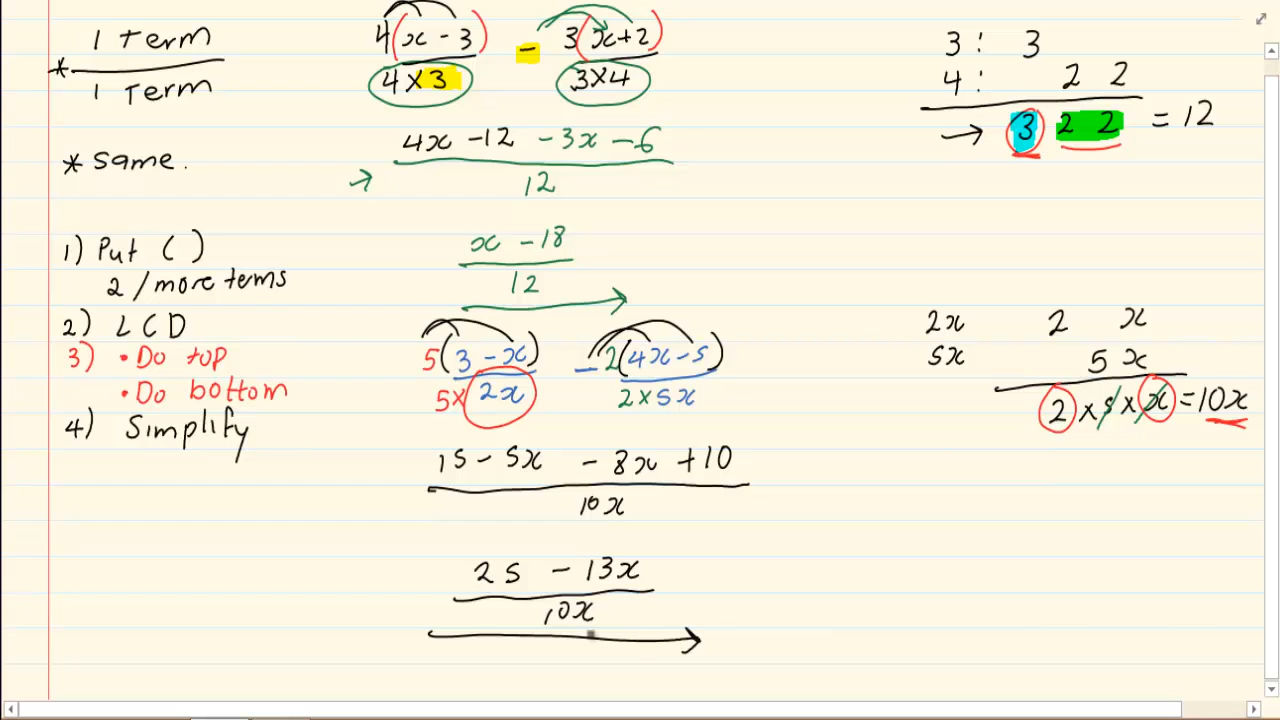 1 Term
* 1 Term
* Same.
1) Put ( )
2 / more terms
2) LCD
3) • Do top
• Do bottom
4) Simplify
4(x - 3) - 3(x+2)
4×3 3×4
4x -12 -3x -6
→ 12
x -18
12
5(3 - x) - 2(4x-5)
5×2x 2×5x
15 - 5x - 8x +10
10x
25 - 13x
10x
3: 3
4: 2 2
→ 3 2 2 = 12
2x 2 x
5x 5 x
2×5×x =10x